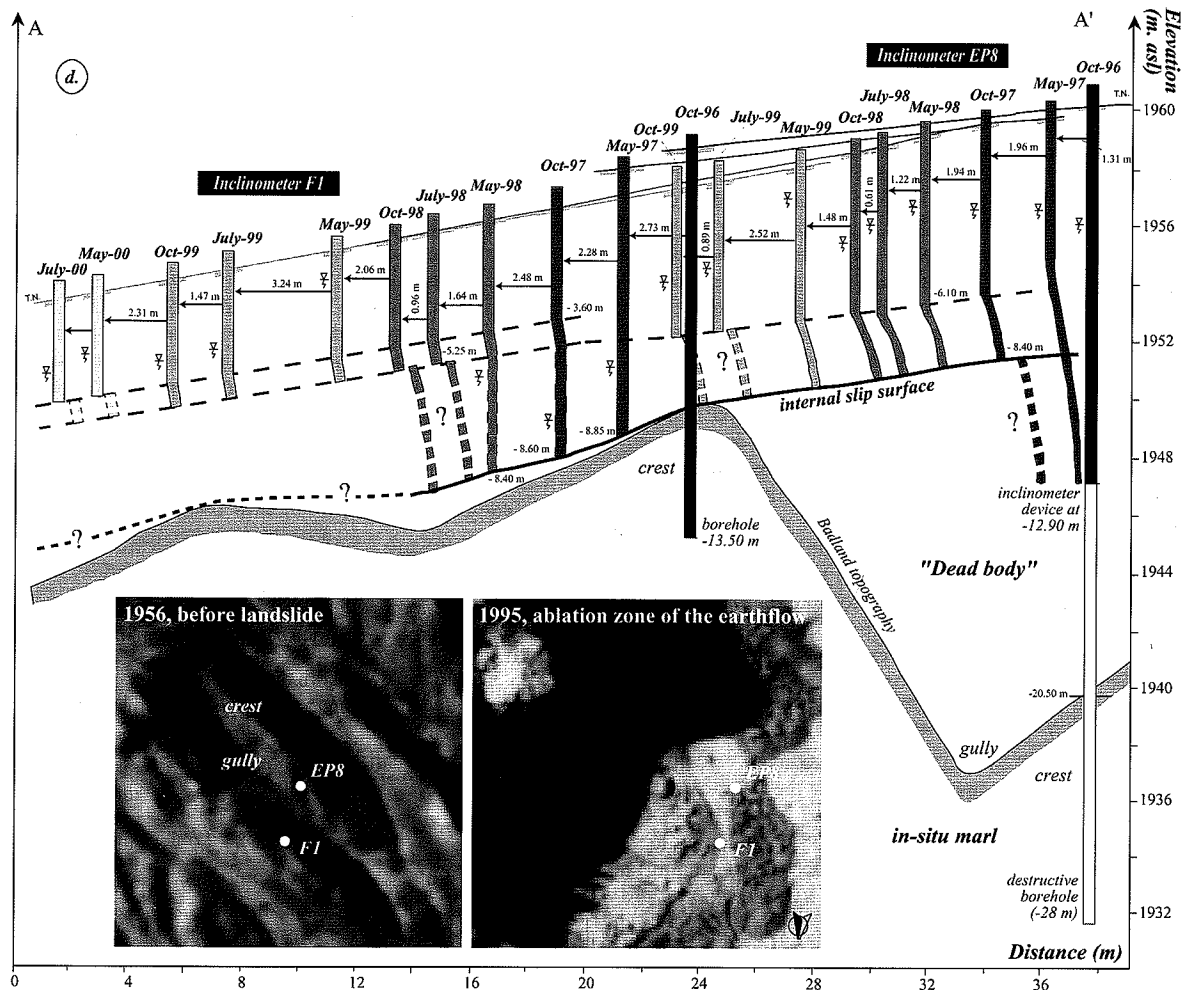 A
A'
Elevation
(m. asl)
d.
Inclinometer EP8
Oct-96
May-97
Oct-97
May-98
July-98
Oct-98
May-99
July-99
Oct-96
Oct-99
May-97
T.N.
1960
1.31 m
1.96 m
1.94 m
1.22 m
0.61 m
1.48 m
2.52 m
0.89 m
2.73 m
Inclinometer F1
Oct-97
May-98
July-98
Oct-98
May-99
July-99
Oct-99
May-00
July-00
T.N.
2.28 m
2.48 m
1.64 m
0.96 m
2.06 m
3.24 m
1.47 m
2.31 m
1956
- 3.60 m
-6.10 m
-5.25 m
1952
- 8.40 m
?
?
?
?
?
?
internal slip surface
- 8.85 m
- 8.60 m
- 8.40 m
crest
1948
inclinometer
device at
-12.90 m
borehole
-13.50 m
Badland topography
"Dead body"
1944
1940
-20.50 m
gully
crest
1936
in-situ marl
destructive
borehole
(-28 m)
1932
1956, before landslide
crest
gully
EP8
F1
1995, ablation zone of the earthflow
EP8
F1
Distance (m)
0 4 8 12 16 20 24 28 32 36